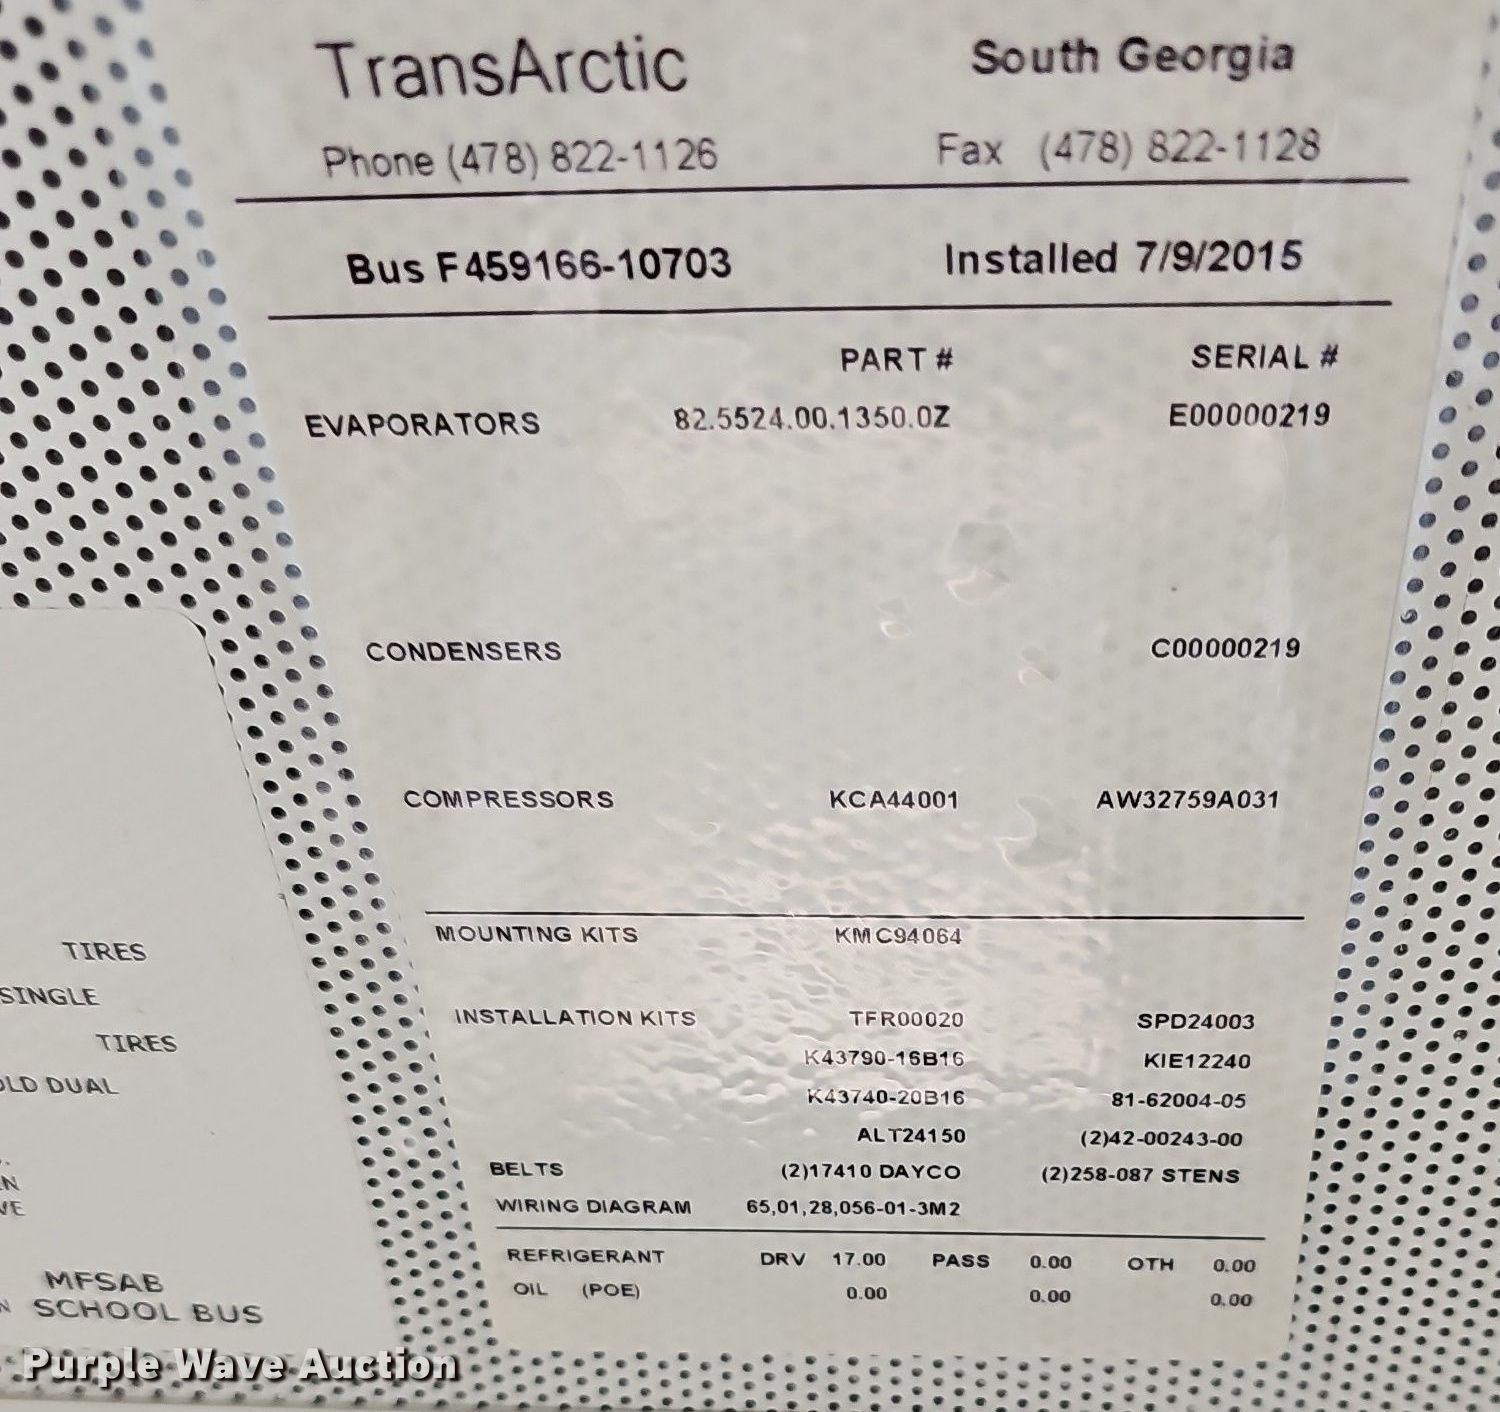 TransArctic South Georgia
Phone (478) 822-1126 Fax (478) 822-1128
Bus F459166-10703 Installed 7/9/2015
PART # SERIAL #
EVAPORATORS 82.5524.00.1350.0Z E00000219
CONDENSERS C00000219
COMPRESSORS KCA44001 AW32759A031
MOUNTING KITS KMC94064
INSTALLATION KITS TFR00020 SPD24003
K43790-16B16 KIE12240
K43740-20B16 81-62004-05
ALT24150 (2)42-00243-00
BELTS (2)17410 DAYCO (2)258-087 STENS
WIRING DIAGRAM 65,01,28,056-01-3M2
REFRIGERANT DRV 17.00 PASS 0.00 OTH 0.00
OIL (POE) 0.00 0.00 0.00
TIRES
SINGLE
TIRES
DUAL
MFSAB
SCHOOL BUS
Purple Wave Auction